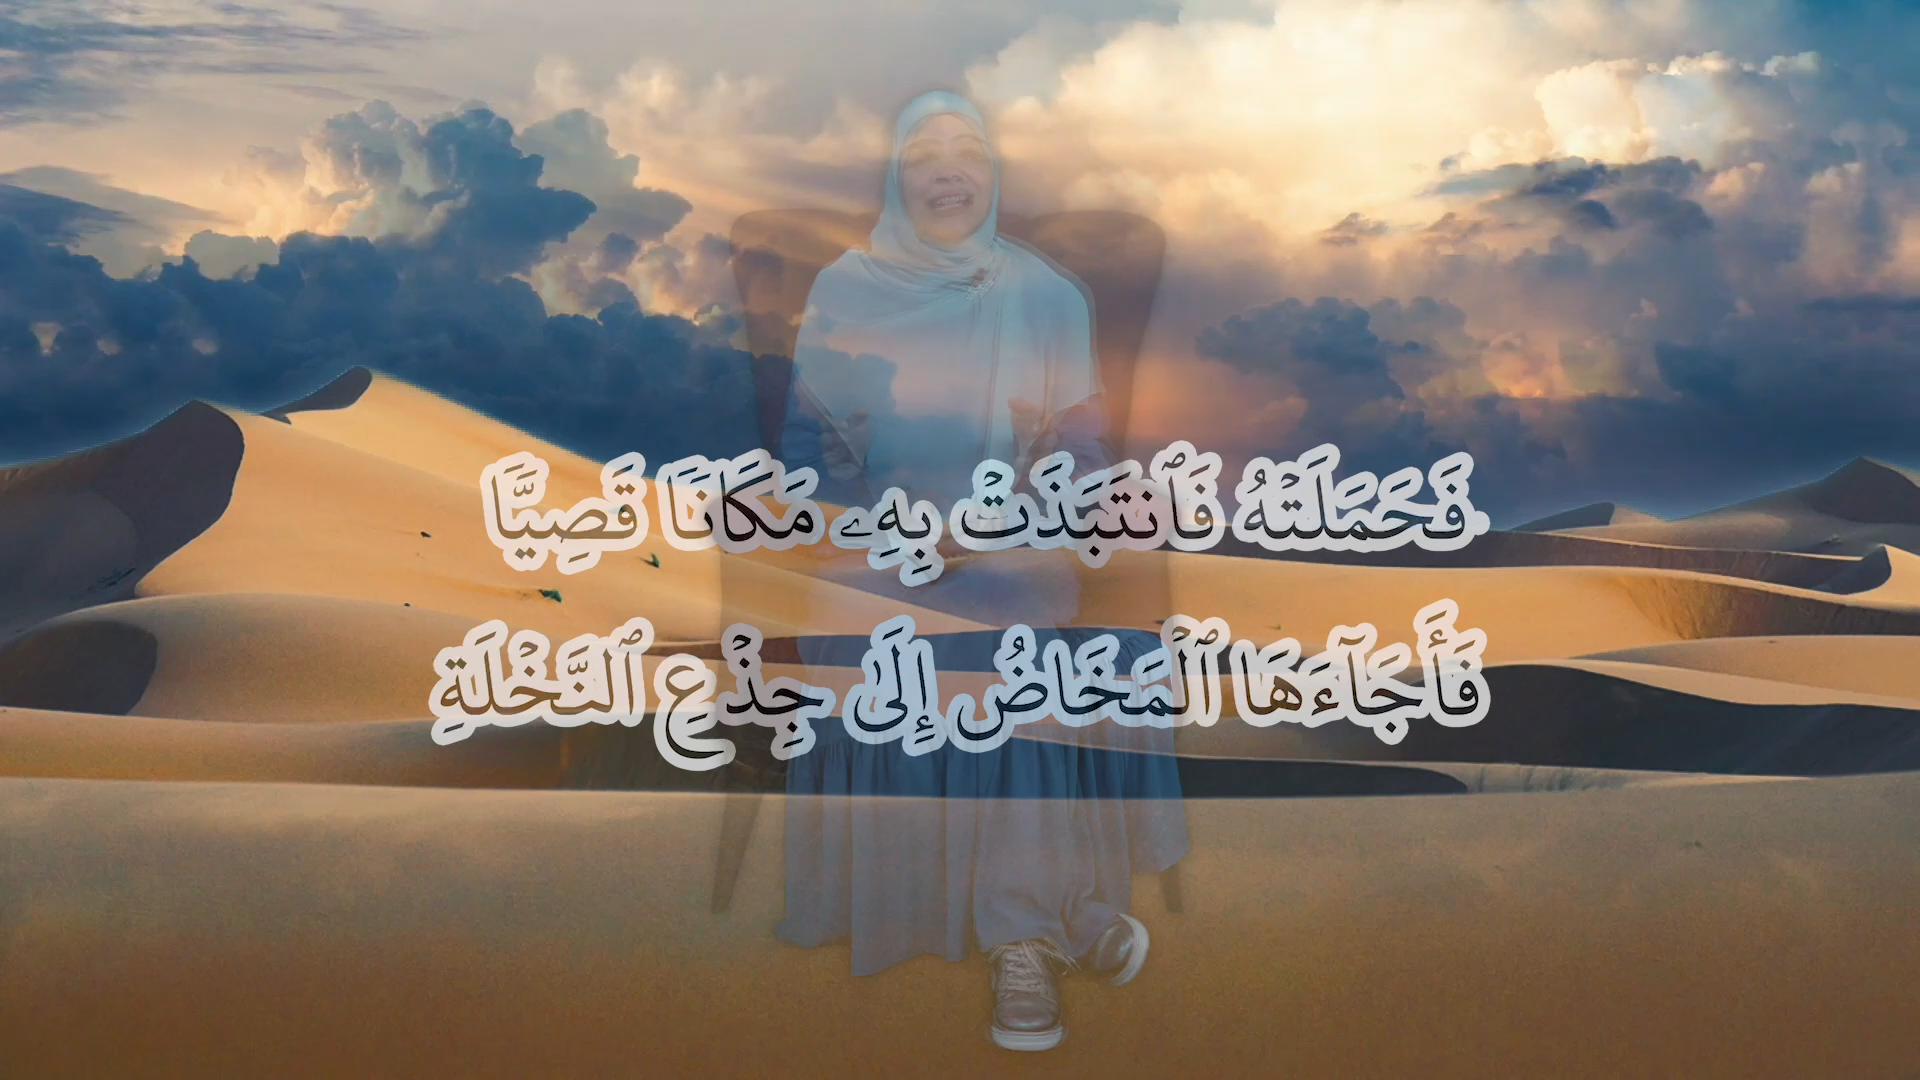 فَحَمَلَتْهُ فَٱنتَبَذَتْ بِهِۦ مَكَانًا قَصِيًّا
فَأَجَآءَهَا ٱلْمَخَاضُ إِلَىٰ جِذْعِ ٱلنَّخْلَةِ